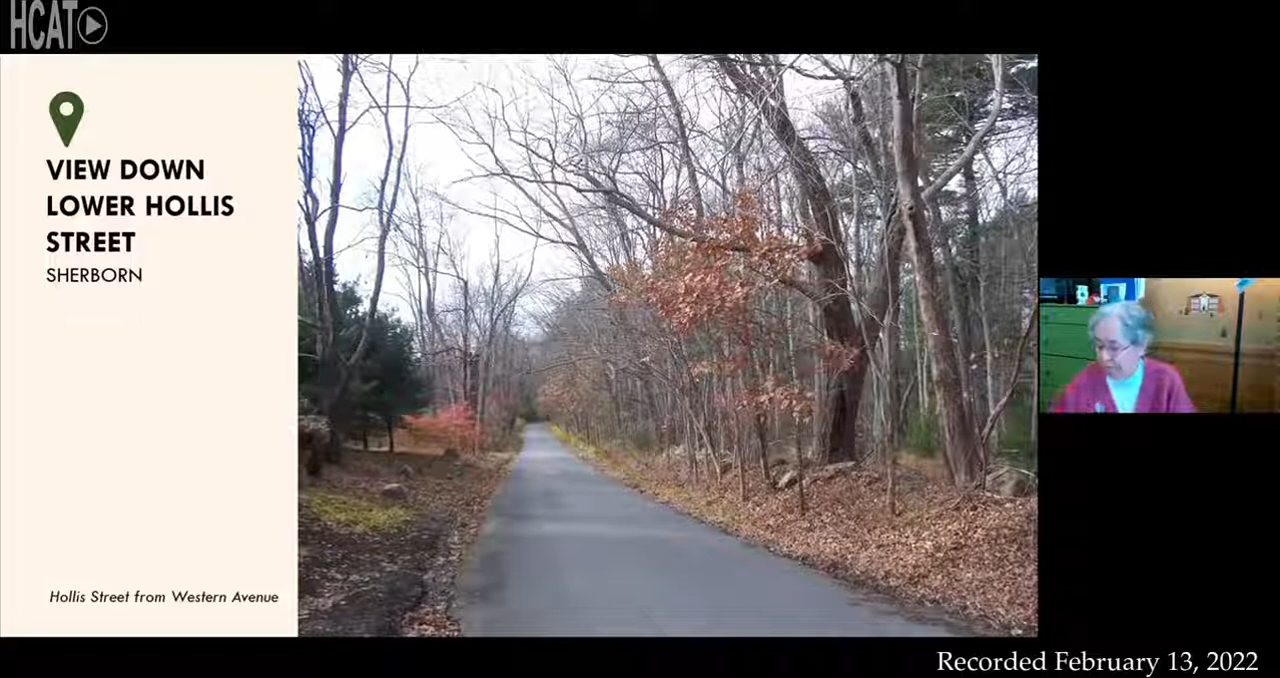 HCAT
VIEW DOWN
LOWER HOLLIS
STREET
SHERBORN
Hollis Street from Western Avenue
Recorded February 13, 2022